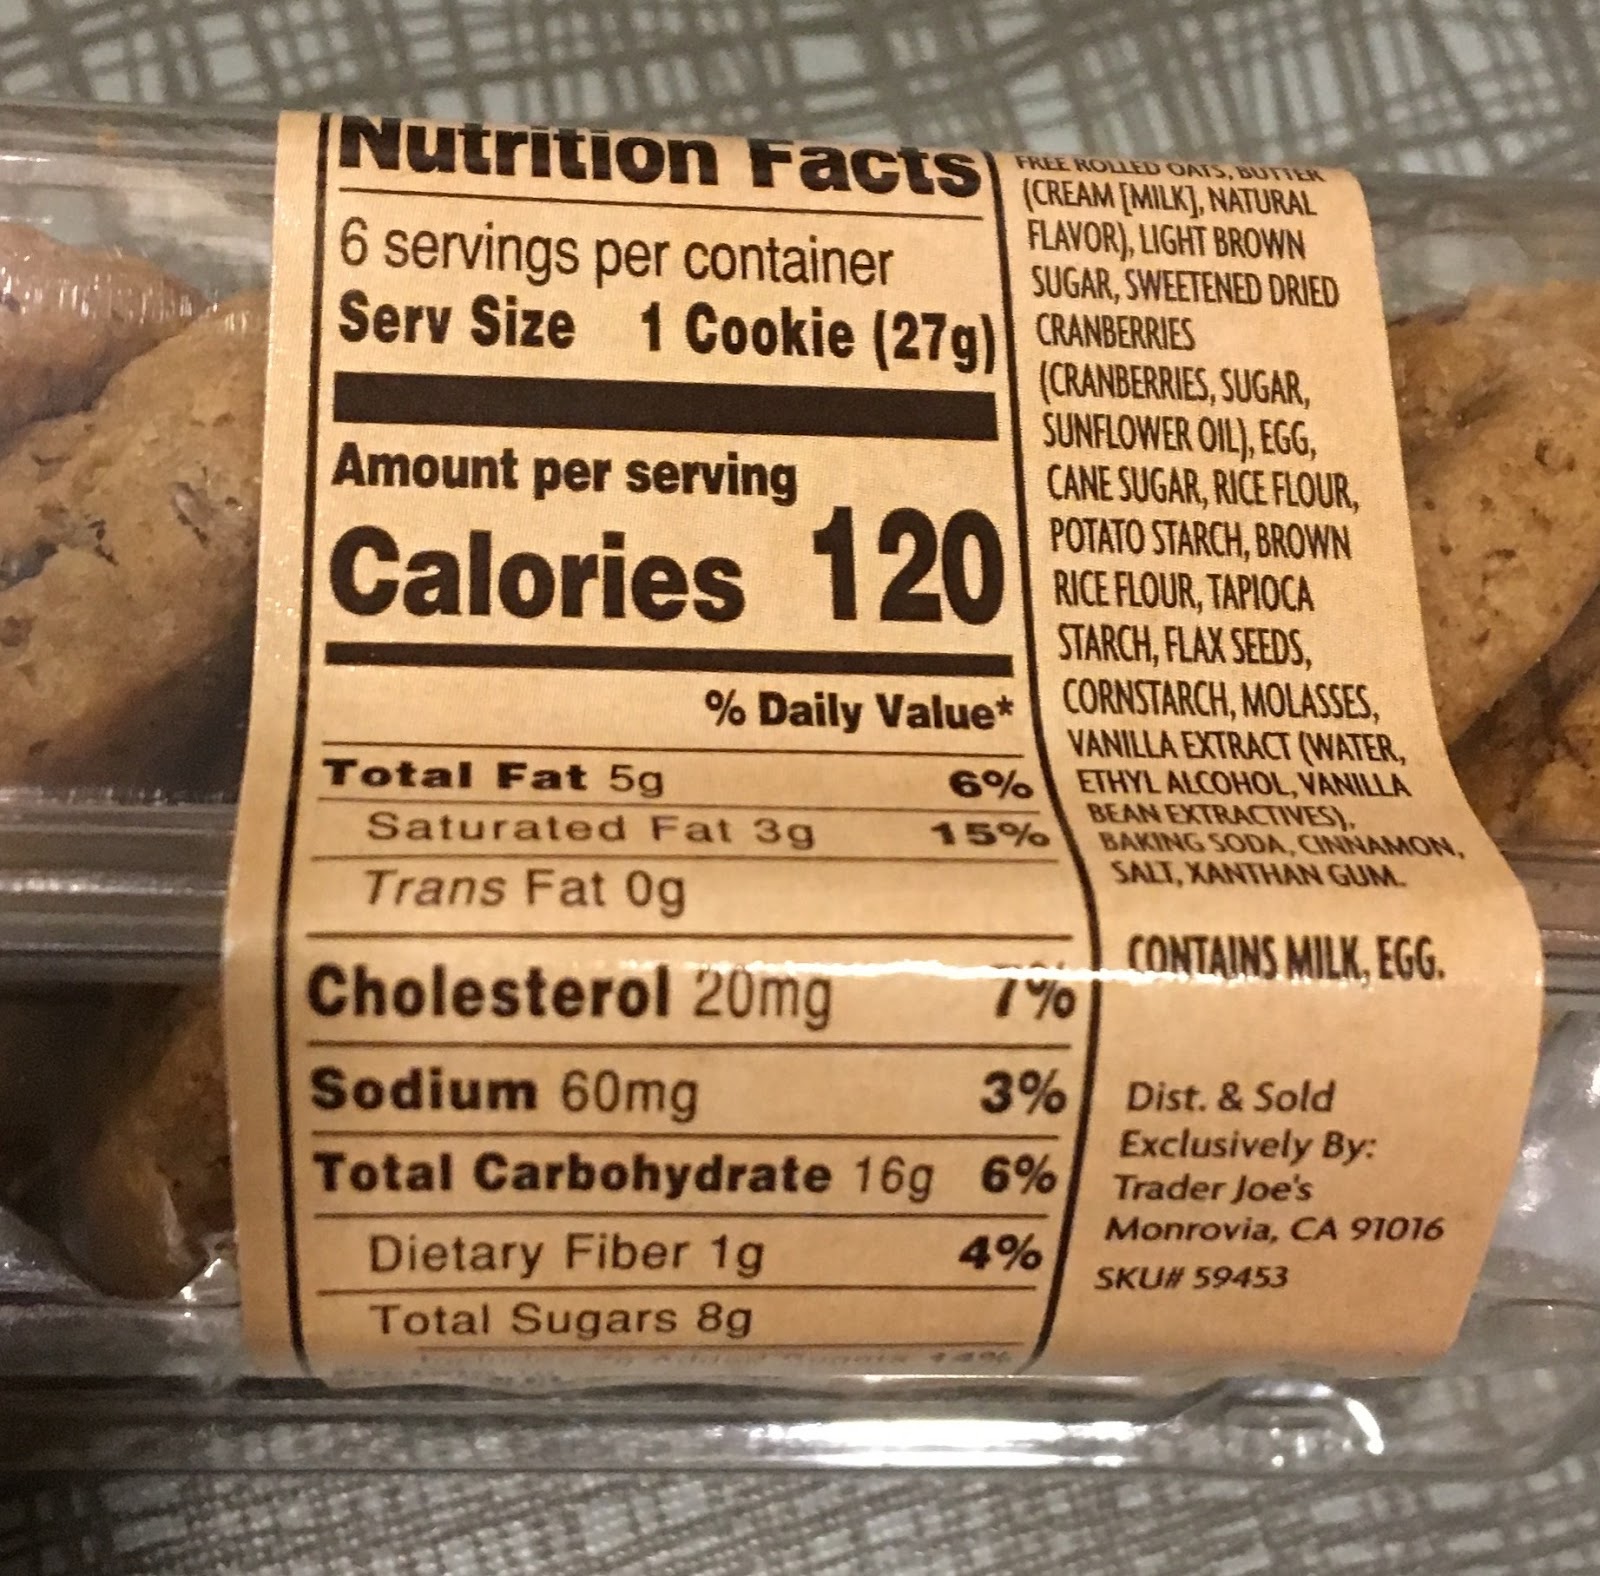 Nutrition Facts
6 servings per container
Serv Size 1 Cookie (27g)
Amount per serving
Calories 120
% Daily Value*
Total Fat 5g 6%
Saturated Fat 3g 15%
Trans Fat 0g
Cholesterol 20mg 7%
Sodium 60mg 3%
Total Carbohydrate 16g 6%
Dietary Fiber 1g 4%
Total Sugars 8g
FREE ROLLED OATS, BUTTER
(CREAM [MILK], NATURAL
FLAVOR), LIGHT BROWN
SUGAR, SWEETENED DRIED
CRANBERRIES
(CRANBERRIES, SUGAR,
SUNFLOWER OIL), EGG,
CANE SUGAR, RICE FLOUR,
POTATO STARCH, BROWN
RICE FLOUR, TAPIOCA
STARCH, FLAX SEEDS,
CORNSTARCH, MOLASSES,
VANILLA EXTRACT (WATER,
ETHYL ALCOHOL, VANILLA
BEAN EXTRACTIVES),
BAKING SODA, CINNAMON,
SALT, XANTHAN GUM.
CONTAINS MILK, EGG.
Dist. & Sold
Exclusively By:
Trader Joe's
Monrovia, CA 91016
SKU# 59453